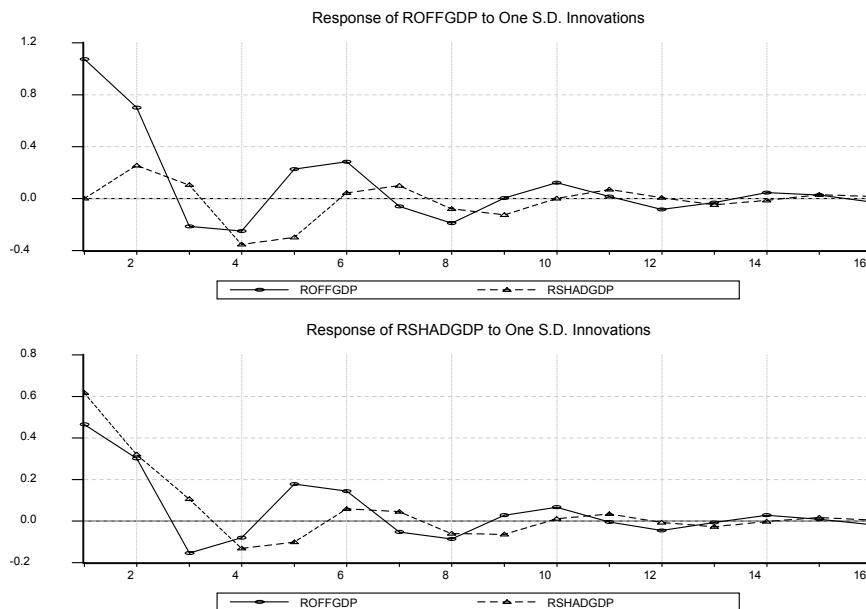 Response of ROFFGDP to One S.D. Innovations
1.2
0.8
0.4
0.0
-0.4
2 4 6 8 10 12 14 16
ROFFGDP RSHADGDP
Response of RSHADGDP to One S.D. Innovations
0.8
0.6
0.4
0.2
0.0
-0.2
2 4 6 8 10 12 14 16
ROFFGDP RSHADGDP